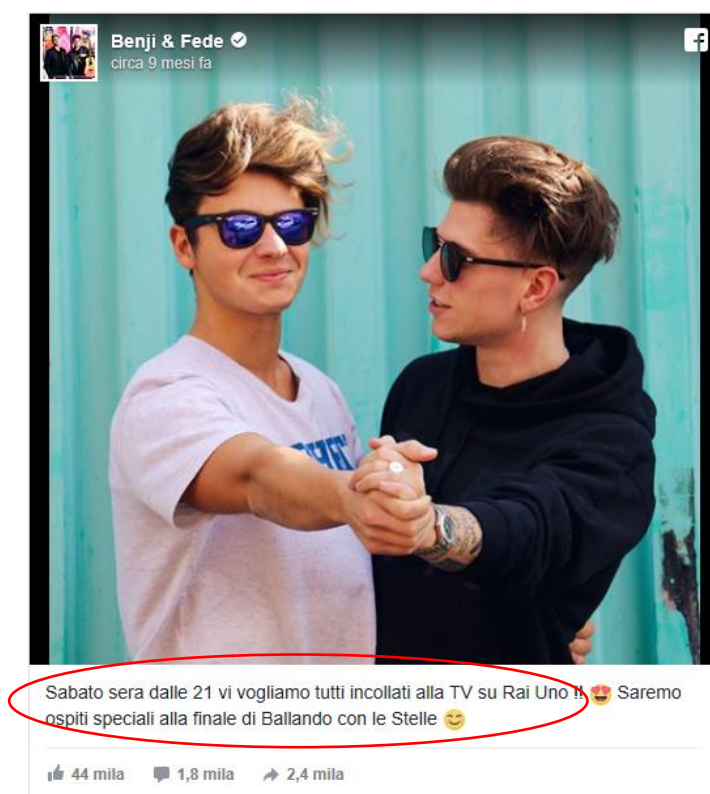 Benji & Fede
circa 9 mesi fa
f
Sabato sera dalle 21 vi vogliamo tutti incollati alla TV su Rai Uno !! 😍 Saremo
ospiti speciali alla finale di Ballando con le Stelle 😊
44 mila 1,8 mila 2,4 mila